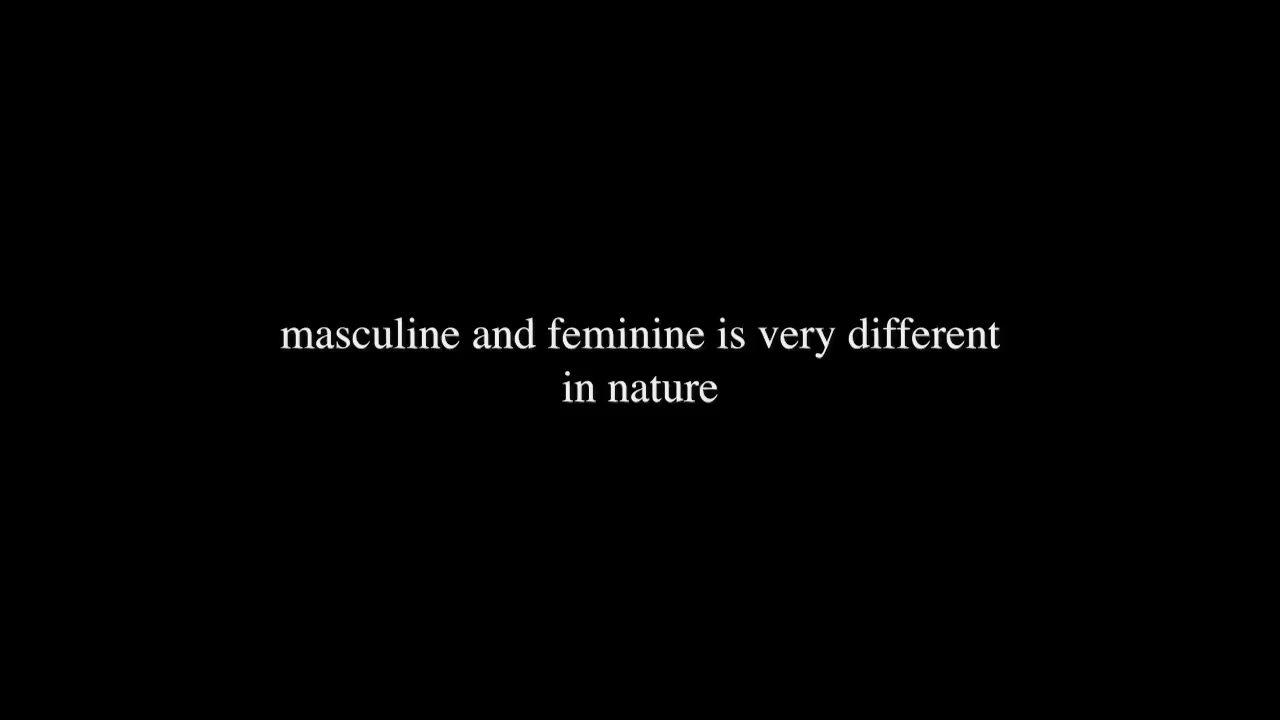 masculine and feminine is very different
in nature